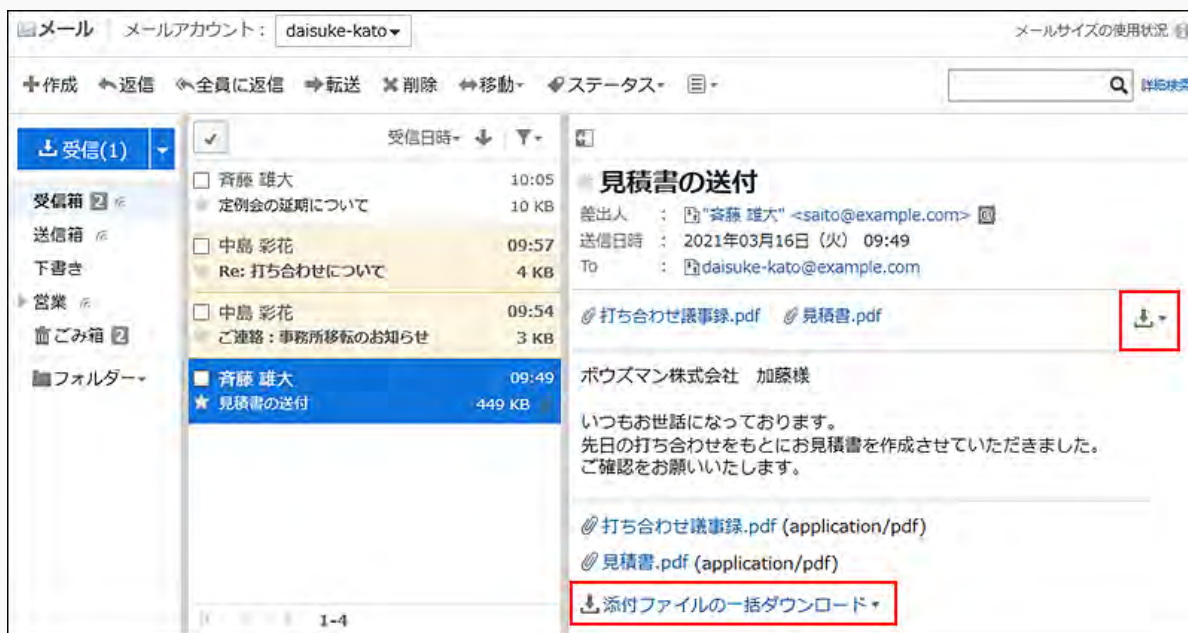 メール メールアカウント： daisuke-kato メールサイズの使用状況
作成 返信 全員に返信 転送 削除 移動 ステータス 詳細検索
受信(1)
受信箱 2
送信箱
下書き
営業
ごみ箱 2
フォルダー
受信日時
斉藤 雄大 10:05
定例会の延期について 10 KB
中島 彩花 09:57
Re: 打ち合わせについて 4 KB
中島 彩花 09:54
ご連絡：事務所移転のお知らせ 3 KB
斉藤 雄大 09:49
見積書の送付 449 KB
1-4
見積書の送付
差出人 ： "斉藤 雄大" <saito@example.com>
送信日時 ： 2021年03月16日（火） 09:49
To ： daisuke-kato@example.com
打ち合わせ議事録.pdf 見積書.pdf
ボウズマン株式会社 加藤様
いつもお世話になっております。
先日の打ち合わせをもとにお見積書を作成させていただきました。
ご確認をお願いいたします。
打ち合わせ議事録.pdf (application/pdf)
見積書.pdf (application/pdf)
添付ファイルの一括ダウンロード